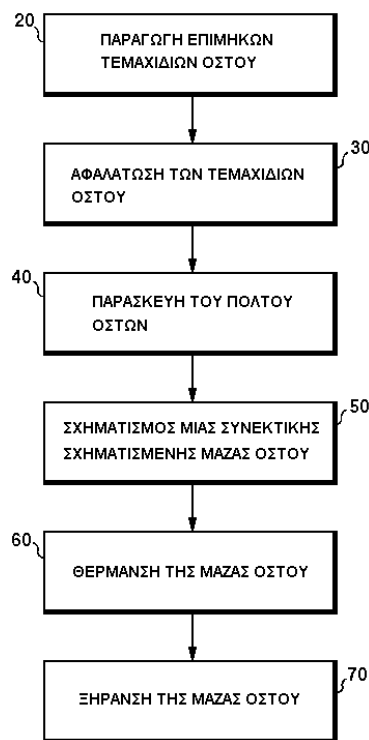 20
ΠΑΡΑΓΩΓΗ ΕΠΙΜΗΚΩΝ
ΤΕΜΑΧΙΔΙΩΝ ΟΣΤΟΥ
30
ΑΦΑΛΑΤΩΣΗ ΤΩΝ ΤΕΜΑΧΙΔΙΩΝ
ΟΣΤΟΥ
40
ΠΑΡΑΣΚΕΥΗ ΤΟΥ ΠΟΛΤΟΥ
ΟΣΤΩΝ
50
ΣΧΗΜΑΤΙΣΜΟΣ ΜΙΑΣ ΣΥΝΕΚΤΙΚΗΣ
ΣΧΗΜΑΤΙΣΜΕΝΗΣ ΜΑΖΑΣ ΟΣΤΟΥ
60
ΘΕΡΜΑΝΣΗ ΤΗΣ ΜΑΖΑΣ ΟΣΤΟΥ
70
ΞΗΡΑΝΣΗ ΤΗΣ ΜΑΖΑΣ ΟΣΤΟΥ